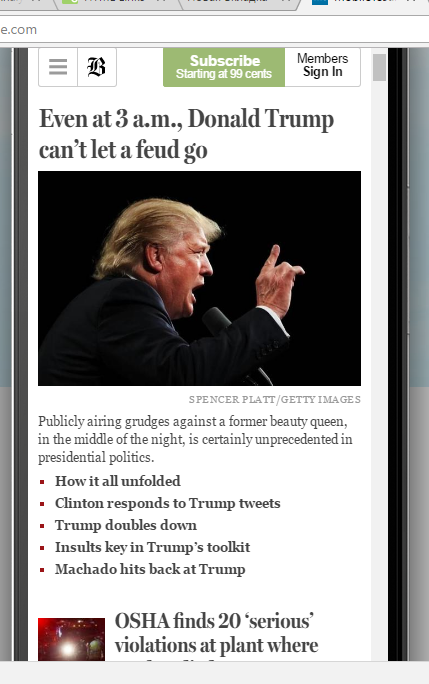 e.com
B
Subscribe
Starting at 99 cents
Members
Sign In
Even at 3 a.m., Donald Trump
can’t let a feud go
SPENCER PLATT/GETTY IMAGES
Publicly airing grudges against a former beauty queen,
in the middle of the night, is certainly unprecedented in
presidential politics.
How it all unfolded
Clinton responds to Trump tweets
Trump doubles down
Insults key in Trump’s toolkit
Machado hits back at Trump
OSHA finds 20 ‘serious’
violations at plant where